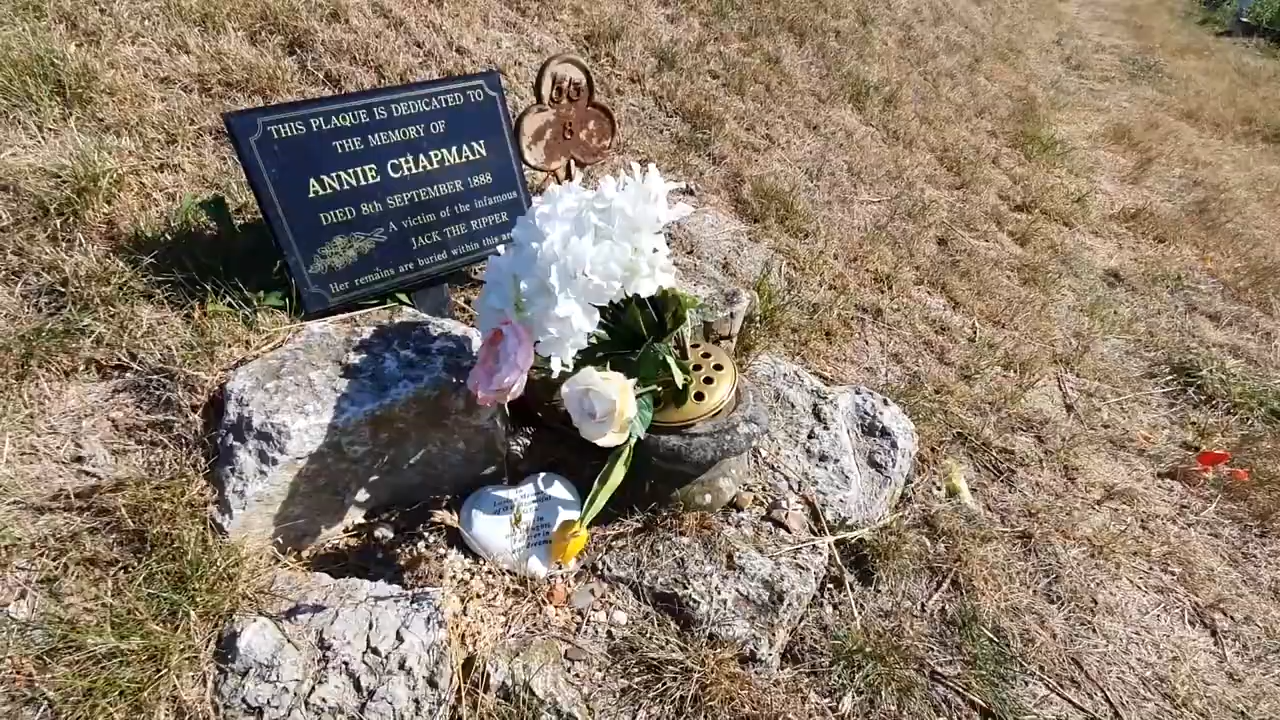 THIS PLAQUE IS DEDICATED TO
THE MEMORY OF
ANNIE CHAPMAN
DIED 8th SEPTEMBER 1888
A victim of the infamous
JACK THE RIPPER
Her remains are buried within this
55
8